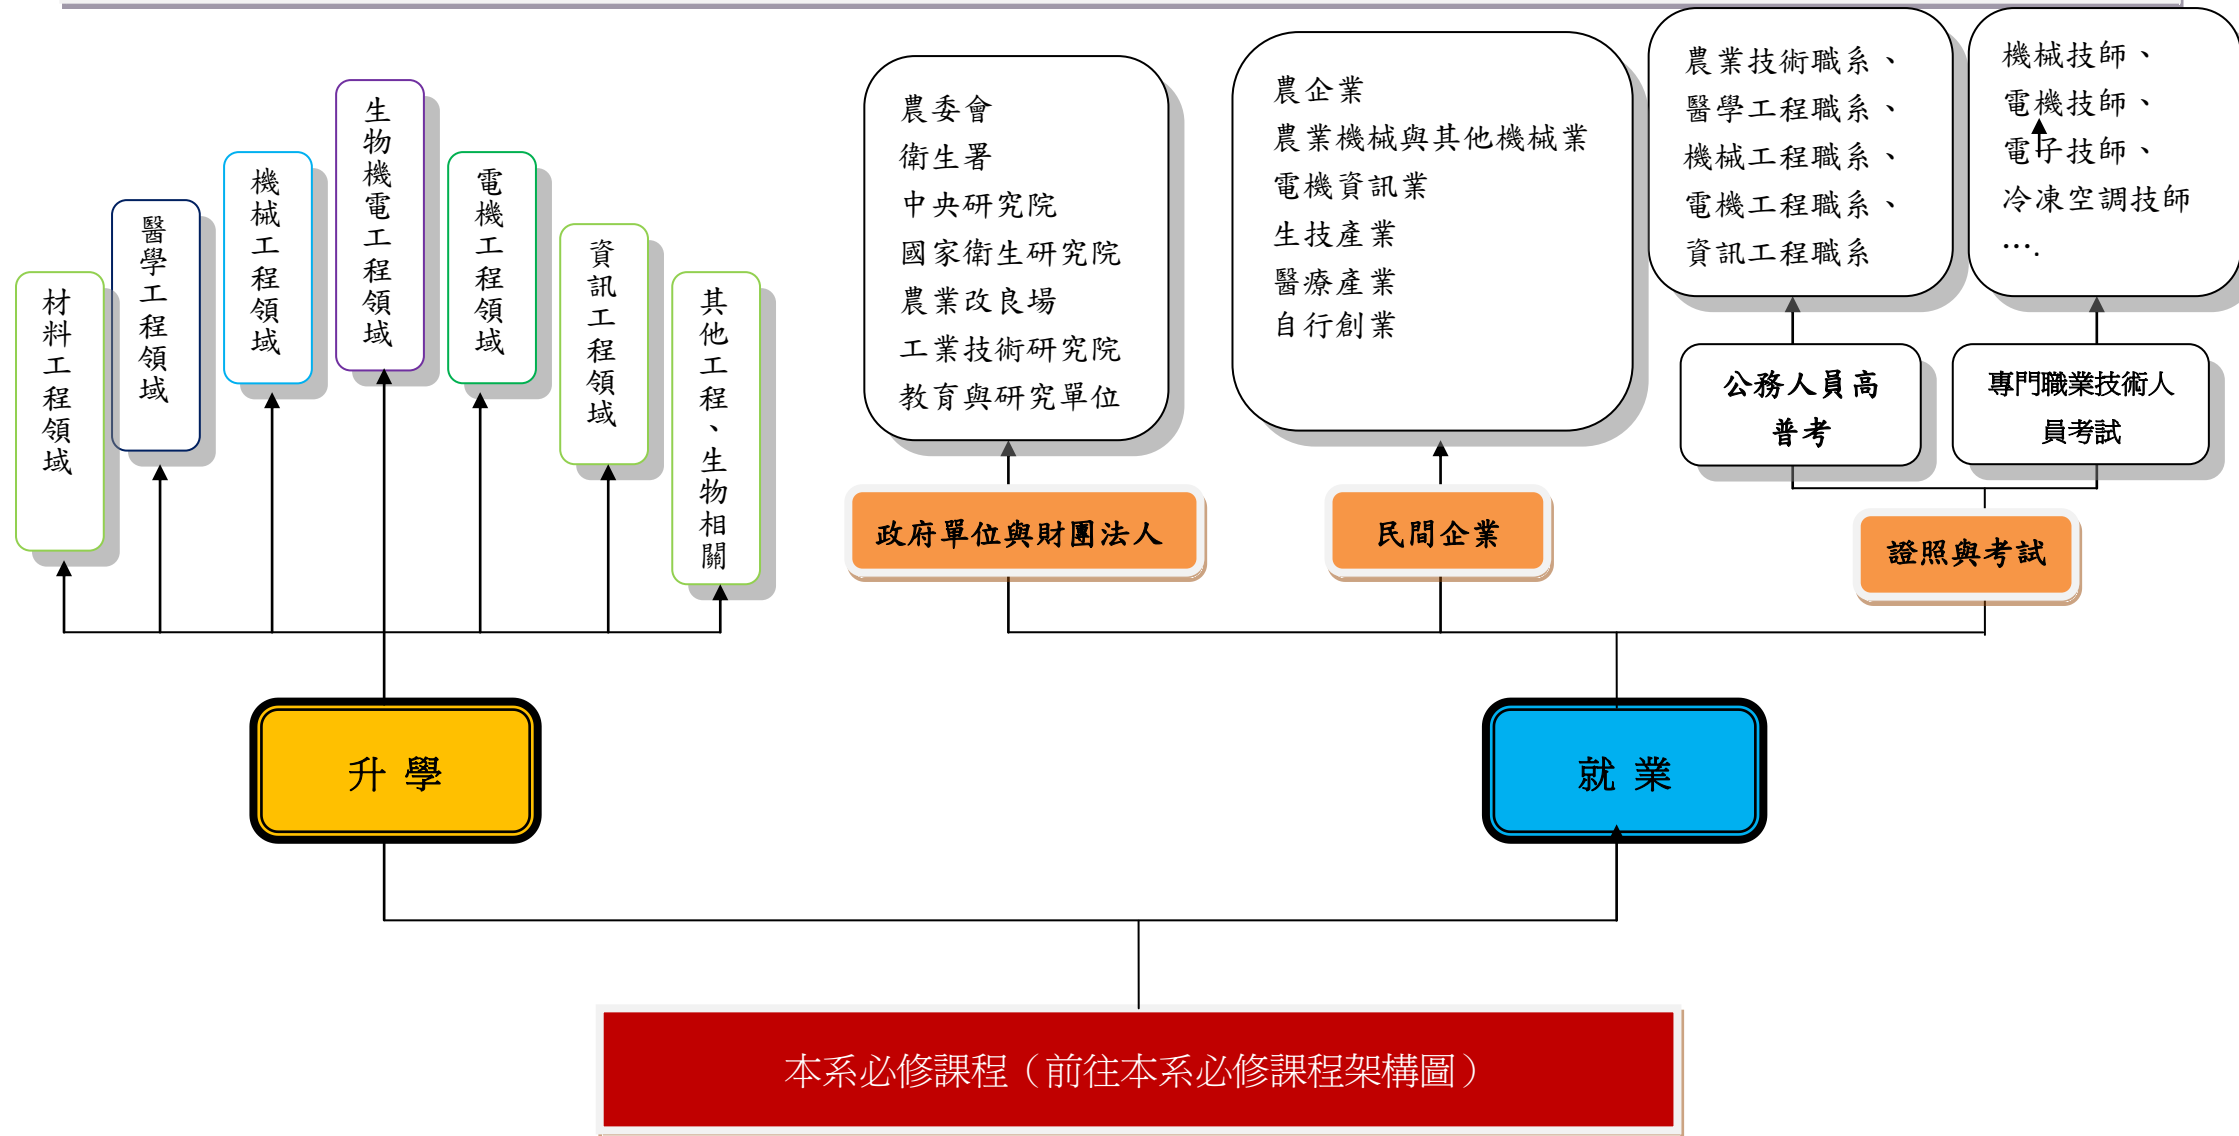 材料工程領域
醫學工程領域
機械工程領域
生物機電工程領域
電機工程領域
資訊工程領域
其他工程、生物相關
農委會
衛生署
中央研究院
國家衛生研究院
農業改良場
工業技術研究院
教育與研究單位
農企業
農業機械與其他機械業
電機資訊業
生技產業
醫療產業
自行創業
農業技術職系、
醫學工程職系、
機械工程職系、
電機工程職系、
資訊工程職系
機械技師、
電機技師、
電子技師、
冷凍空調技師
….
公務人員高
普考
專門職業技術人
員考試
政府單位與財團法人
民間企業
證照與考試
升 學
就 業
本系必修課程（前往本系必修課程架構圖）